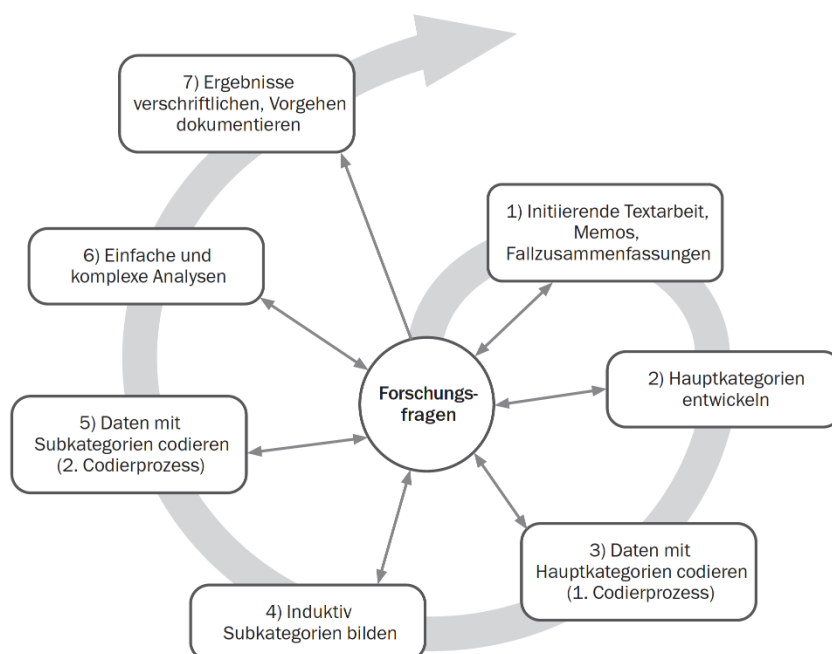 7) Ergebnisse
verschriftlichen, Vorgehen
dokumentieren
1) Initiierende Textarbeit,
Memos,
Fallzusammenfassungen
6) Einfache und
komplexe Analysen
Forschungs-
fragen
2) Hauptkategorien
entwickeln
5) Daten mit
Subkategorien codieren
(2. Codierprozess)
3) Daten mit
Hauptkategorien codieren
(1. Codierprozess)
4) Induktiv
Subkategorien bilden